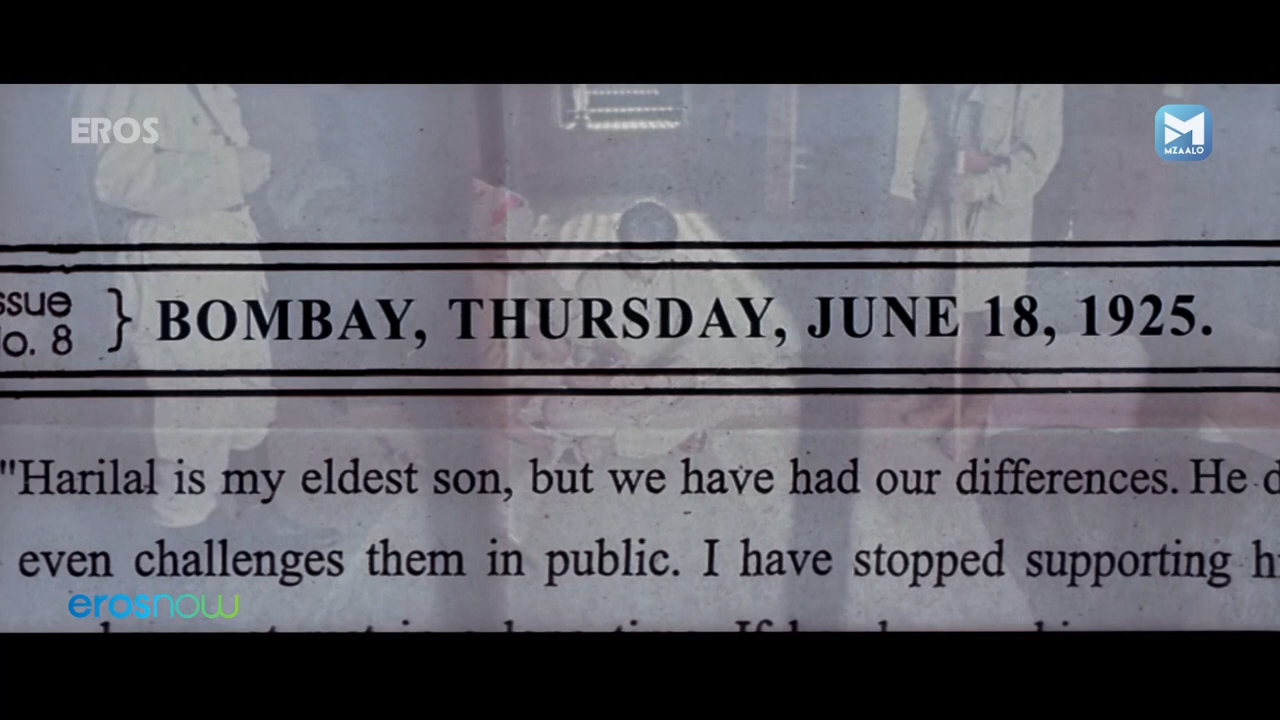 EROS
MZAALO
ssue
o. 8 } BOMBAY, THURSDAY, JUNE 18, 1925.
"Harilal is my eldest son, but we have had our differences. He
even challenges them in public. I have stopped supporting
erosnow